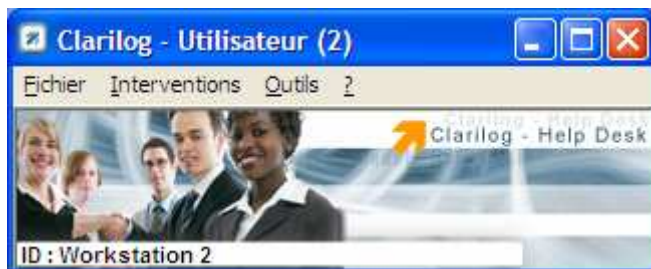 Clarilog - Utilisateur (2)
Fichier Interventions Outils ?
Clarilog - Help Desk
Clarilog - Help Desk
ID : Workstation 2